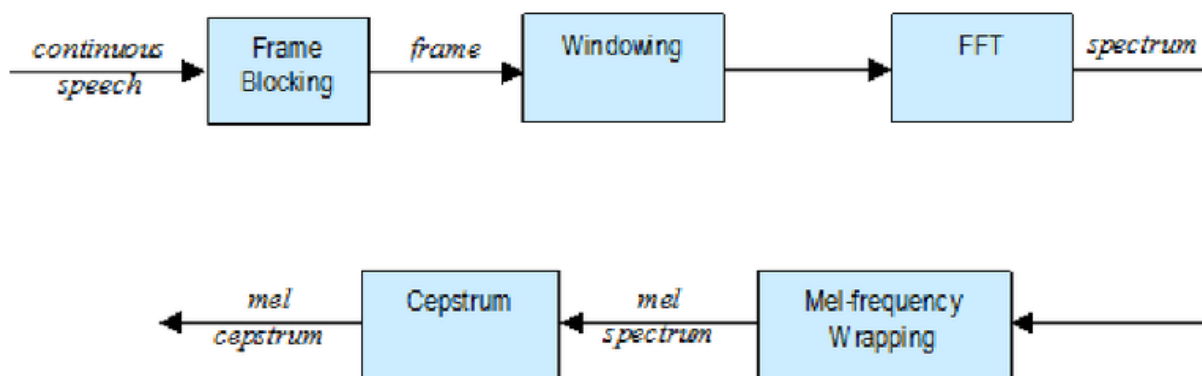 continuous
speech
Frame
Blocking
frame
Windowing
FFT
spectrum
mel
cepstrum
Cepstrum
mel
spectrum
Mel-frequency
Wrapping